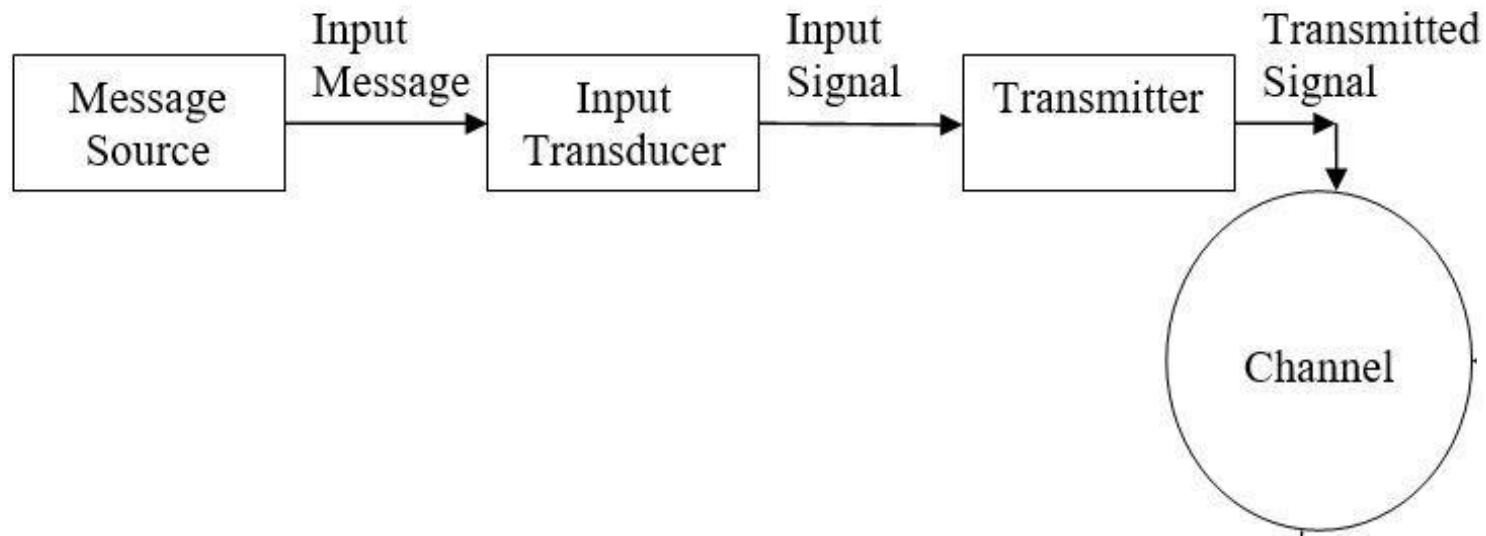 Message
Source
Input
Message
Input
Transducer
Input
Signal
Transmitter
Transmitted
Signal
Channel